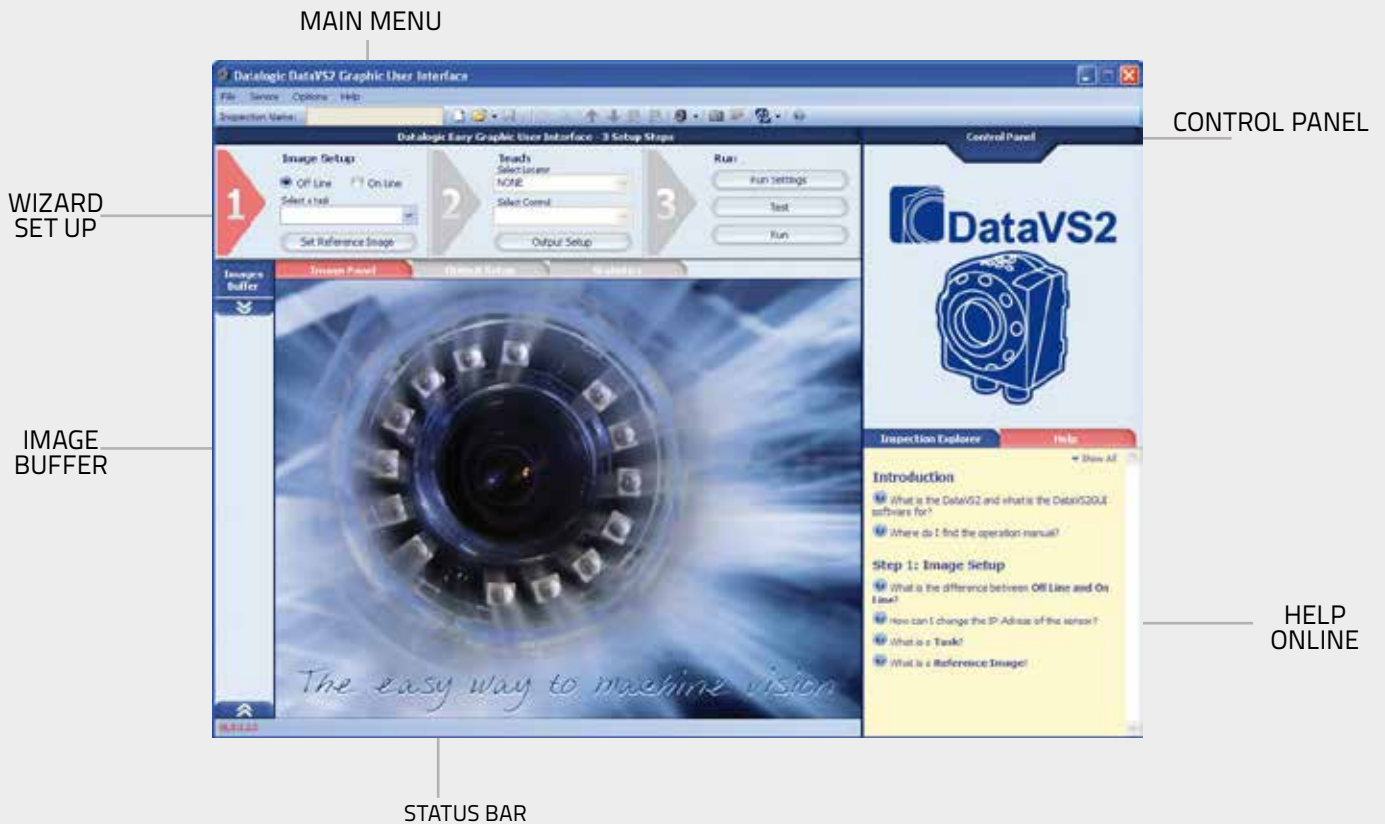 MAIN MENU
Datalogic DataVS2 Graphic User Interface
File Sensor Options Help
Inspection Name:
Datalogic Easy Graphic User Interface - 3 Setup Steps
Control Panel
CONTROL PANEL
WIZARD
SET UP
1
Image Setup
Off Line On Line
Select a task
Set Reference Image
2
Teach
Select Locator
NONE
Select Control
Output Setup
3
Run
Run Settings
Test
Run
DataVS2
Images
Buffer
Image Panel
Output Setup
Statistics
IMAGE
BUFFER
The easy way to machine vision
Inspection Explorer
Help
Show All
Introduction
What is the DataVS2 and what is the DataVS2GUI
software for?
Where do I find the operation manual?
Step 1: Image Setup
What is the difference between Off Line and On
Line?
How can I change the IP Adress of the sensor?
What is a Task?
What is a Reference Image?
HELP
ONLINE
STATUS BAR